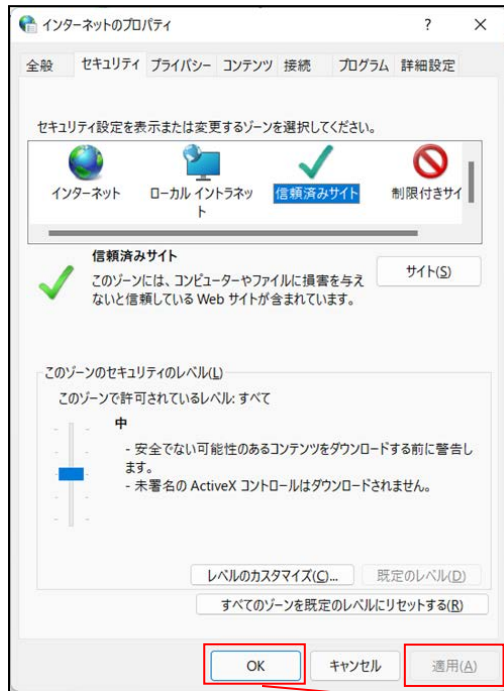 インターネットのプロパティ
?
×
全般 セキュリティ プライバシー コンテンツ 接続 プログラム 詳細設定
セキュリティ設定を表示または変更するゾーンを選択してください。
インターネット
ローカル イントラネッ
ト
信頼済みサイト
制限付きサイ
信頼済みサイト
このゾーンには、コンピューターやファイルに損害を与え
ないと信頼している Web サイトが含まれています。
サイト(S)
このゾーンのセキュリティのレベル(L)
このゾーンで許可されているレベル: すべて
中
- 安全でない可能性のあるコンテンツをダウンロードする前に警告し
ます。
- 未署名の ActiveX コントロールはダウンロードされません。
レベルのカスタマイズ(C)... 既定のレベル(D)
すべてのゾーンを既定のレベルにリセットする(R)
OK キャンセル 適用(A)